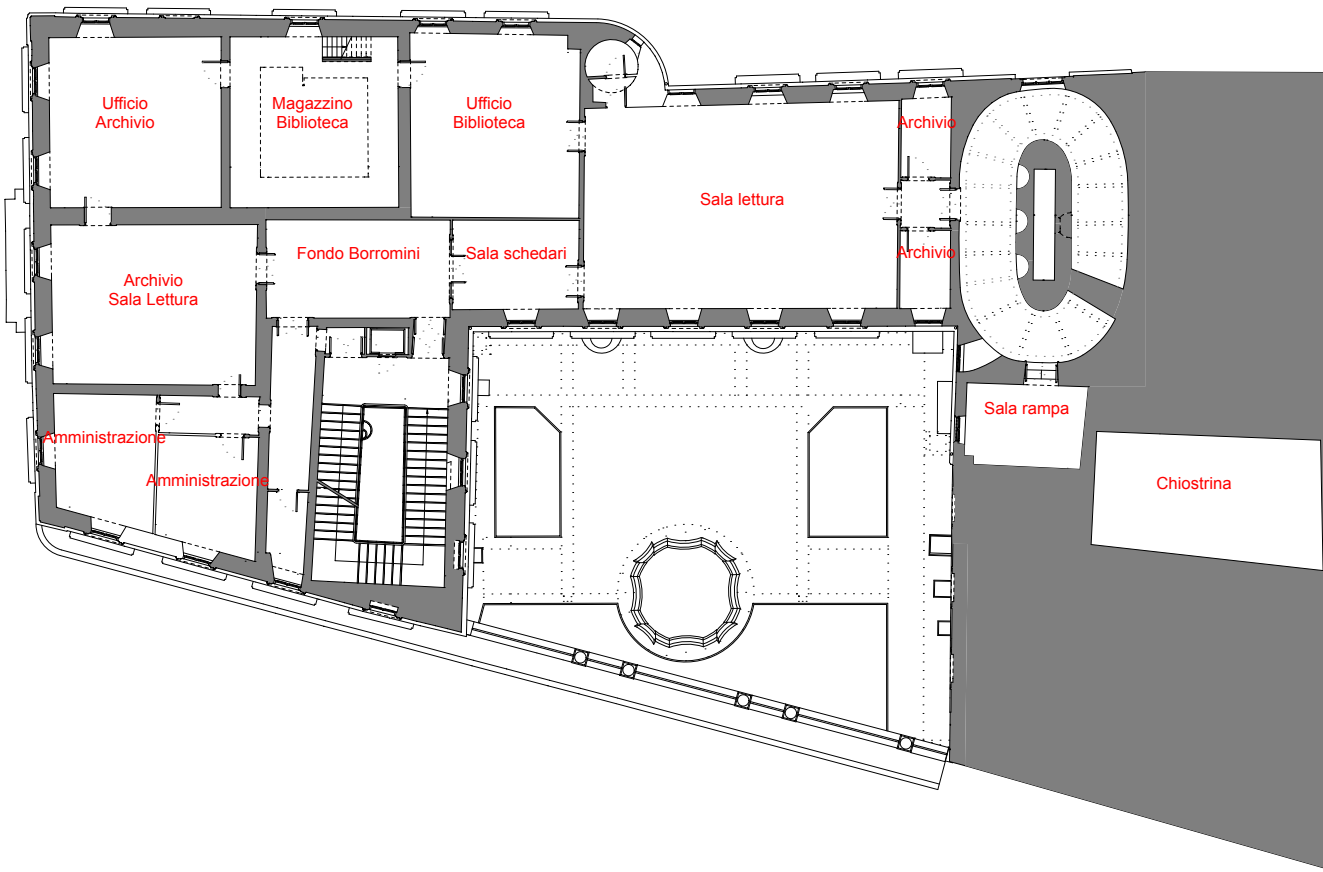 Ufficio
Archivio
Magazzino
Biblioteca
Ufficio
Biblioteca
Archivio
Sala lettura
Archivio
Fondo Borromini
Sala schedari
Archivio
Sala Lettura
Sala rampa
Amministrazione
Amministrazione
Chiostrina